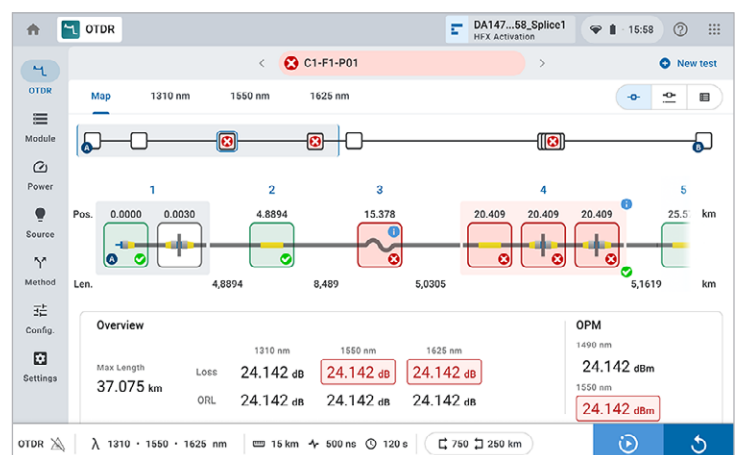 OTDR
DA147...58_Splice1
HFX Activation
15:58
C1-F1-P01
New test
OTDR
Module
Power
Source
Method
Config.
Settings
Map 1310 nm 1550 nm 1625 nm
A B
1 2 3 4 5
Pos. 0.0000 0.0030 4.8894 15.378 20.409 20.409 20.409 25.5 km
A
Len. 4,8894 8,489 5,0305 5,1619 km
Overview
1310 nm 1550 nm 1625 nm
Max Length
37.075 km
Loss 24.142 dB 24.142 dB 24.142 dB
ORL 24.142 dB 24.142 dB 24.142 dB
OPM
1490 nm
24.142 dBm
1550 nm
24.142 dBm
OTDR λ 1310 · 1550 · 1625 nm 15 km 500 ns 120 s 750 250 km